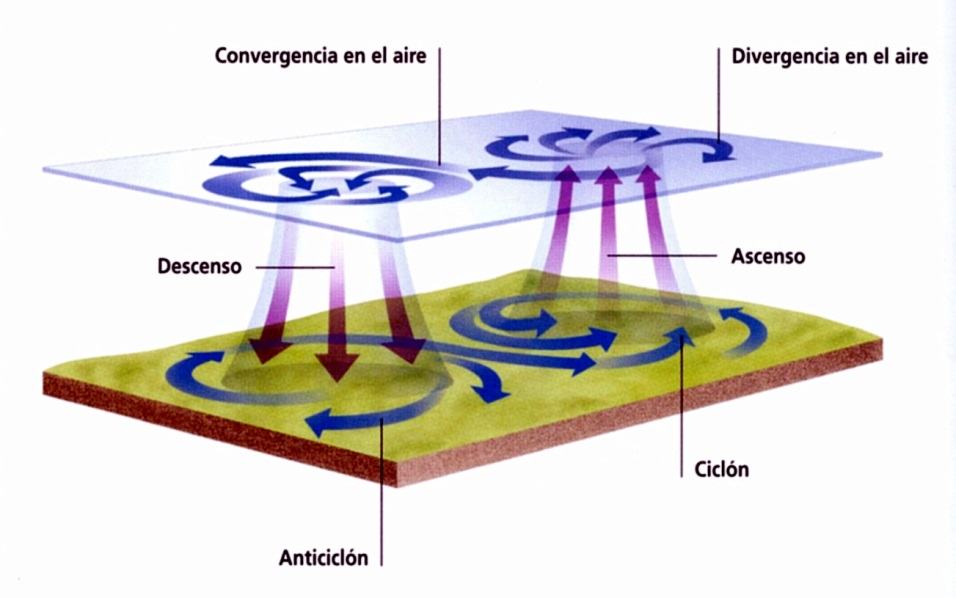 Convergencia en el aire
Divergencia en el aire
Descenso
Ascenso
Ciclón
Anticiclón